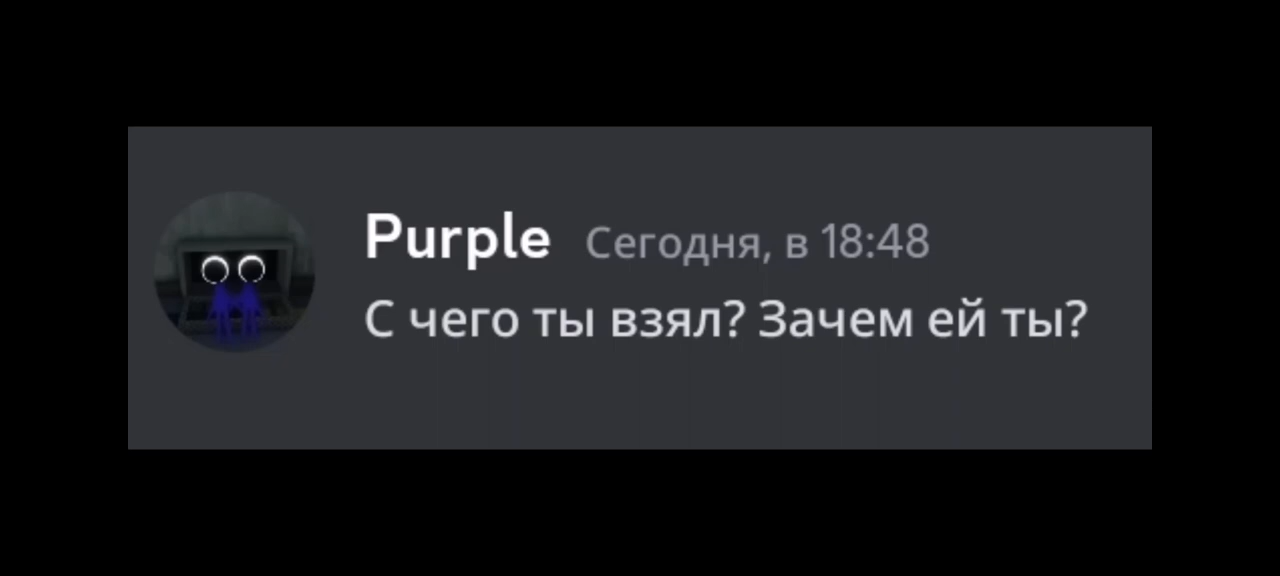 Purple Сегодня, в 18:48
С чего ты взял? Зачем ей ты?